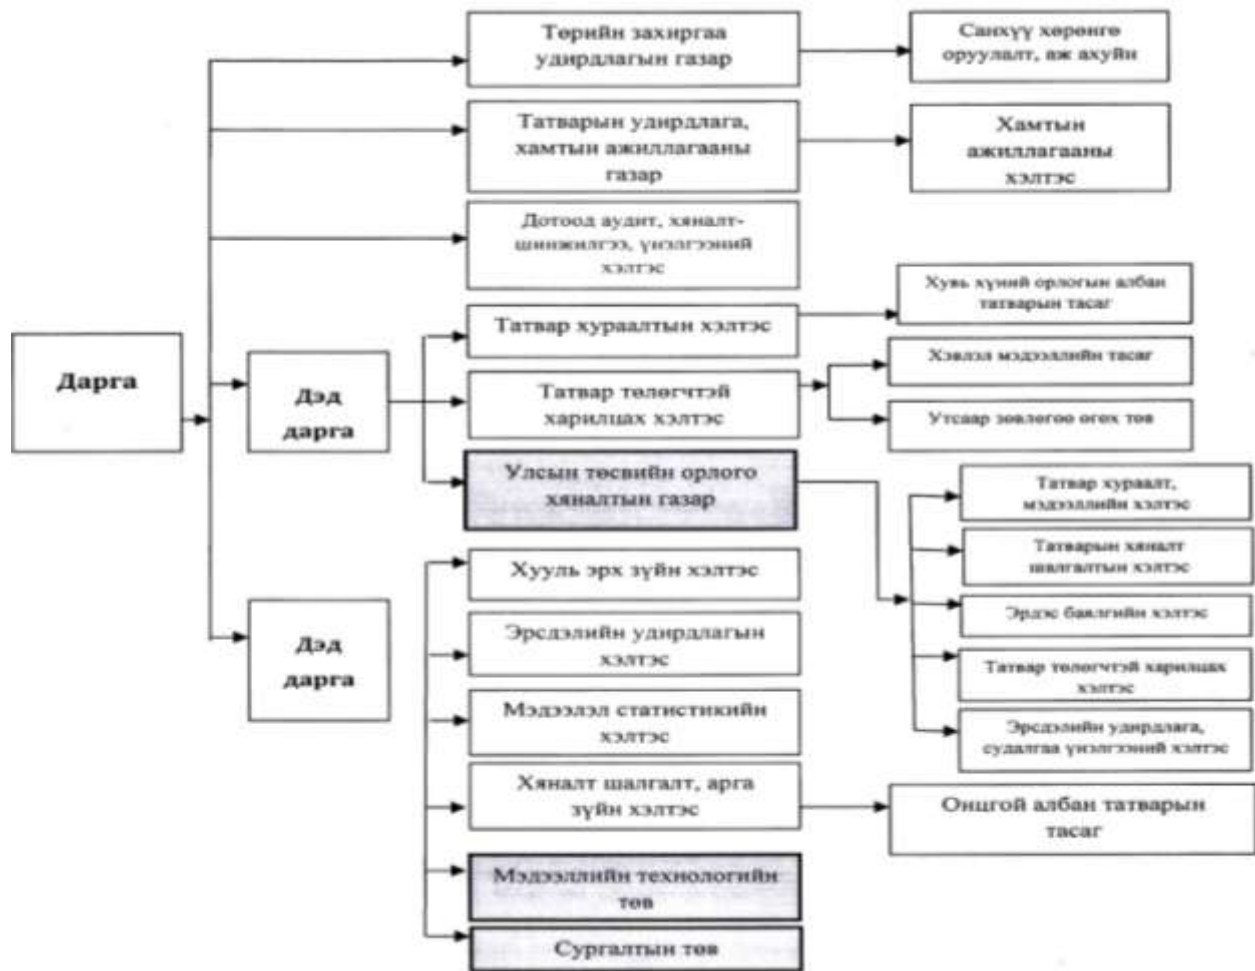 Төрийн захиргаа
удирдлагын газар
Санхүү хөрөнгө
оруулалт, аж ахуйн
Татварын удирдлага,
хамтын ажиллагааны
газар
Хамтын
ажиллагааны
хэлтэс
Дотоод аудит, хяналт-
шинжилгээ, үнэлгээний
хэлтэс
Хувь хүний орлогын албан
татварын тасаг
Татвар хураалтын хэлтэс
Дарга
Дэд
дарга
Татвар төлөгчтэй
харилцах хэлтэс
Хэвлэл мэдээллийн тасаг
Утсаар зөвлөгөө өгөх төв
Улсын төсвийн орлого
хяналтын газар
Татвар хураалт,
мэдээллийн хэлтэс
Татварын хяналт
шалгалтын хэлтэс
Эрдэс баялгийн хэлтэс
Татвар төлөгчтэй харилцах
хэлтэс
Эрсдэлийн удирдлага,
судалгаа үнэлгээний хэлтэс
Дэд
дарга
Хууль эрх зүйн хэлтэс
Эрсдэлийн удирдлагын
хэлтэс
Мэдээлэл статистикийн
хэлтэс
Хяналт шалгалт, арга
зүйн хэлтэс
Онцгой албан татварын
тасаг
Мэдээллийн технологийн
төв
Сургалтын төв